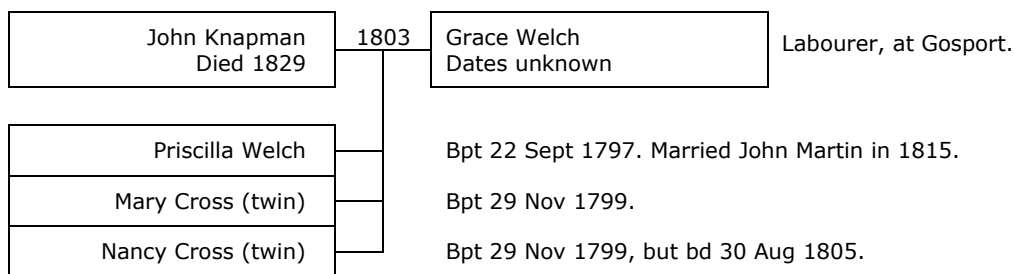 John Knapman
Died 1829
1803
Grace Welch
Dates unknown
Labourer, at Gosport.
Priscilla Welch
Bpt 22 Sept 1797. Married John Martin in 1815.
Mary Cross (twin)
Bpt 29 Nov 1799.
Nancy Cross (twin)
Bpt 29 Nov 1799, but bd 30 Aug 1805.